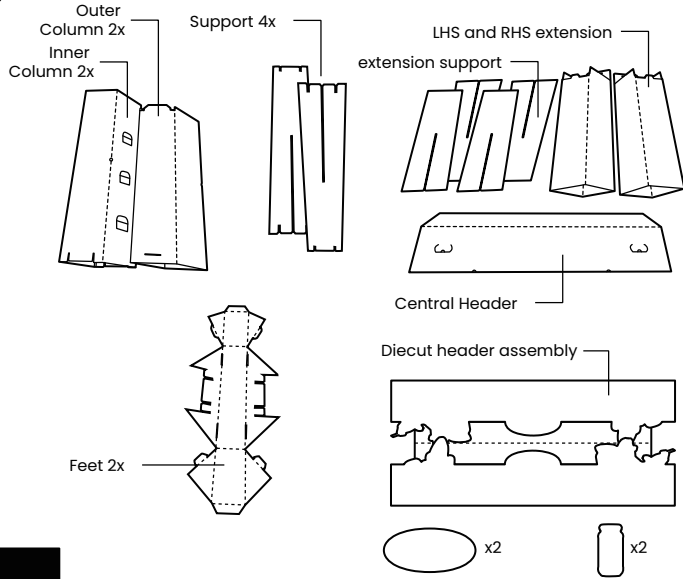 Outer
Column 2x
Inner
Column 2x
Support 4x
LHS and RHS extension
extension support
Central Header
Diecut header assembly
Feet 2x
x2
x2